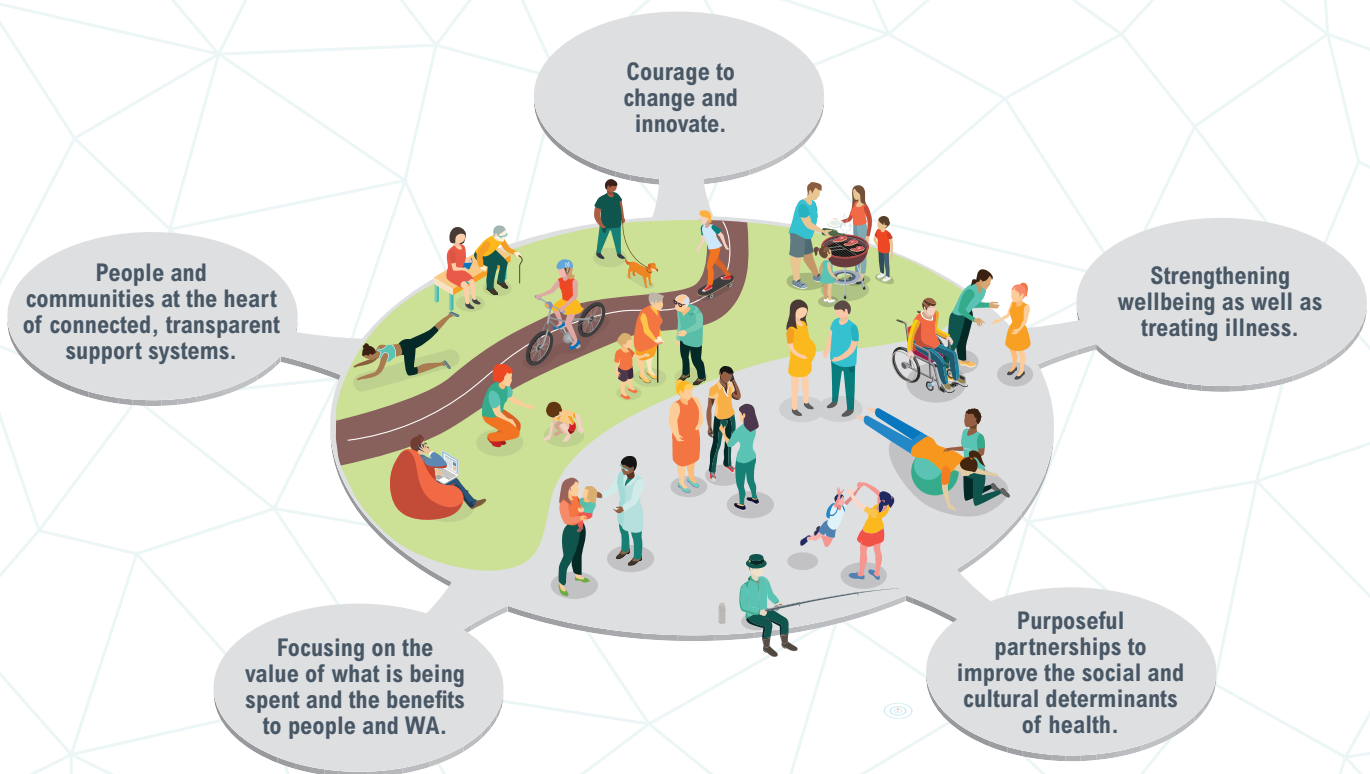 Courage to
change and
innovate.
People and
communities at the heart
of connected, transparent
support systems.
Strengthening
wellbeing as well as
treating illness.
Focusing on the
value of what is being
spent and the benefits
to people and WA.
Purposeful
partnerships to
improve the social and
cultural determinants
of health.